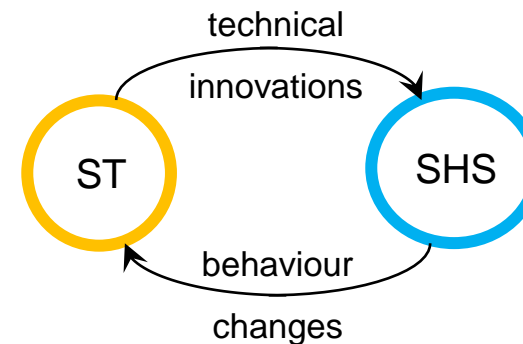 technical
innovations
ST
SHS
behaviour
changes